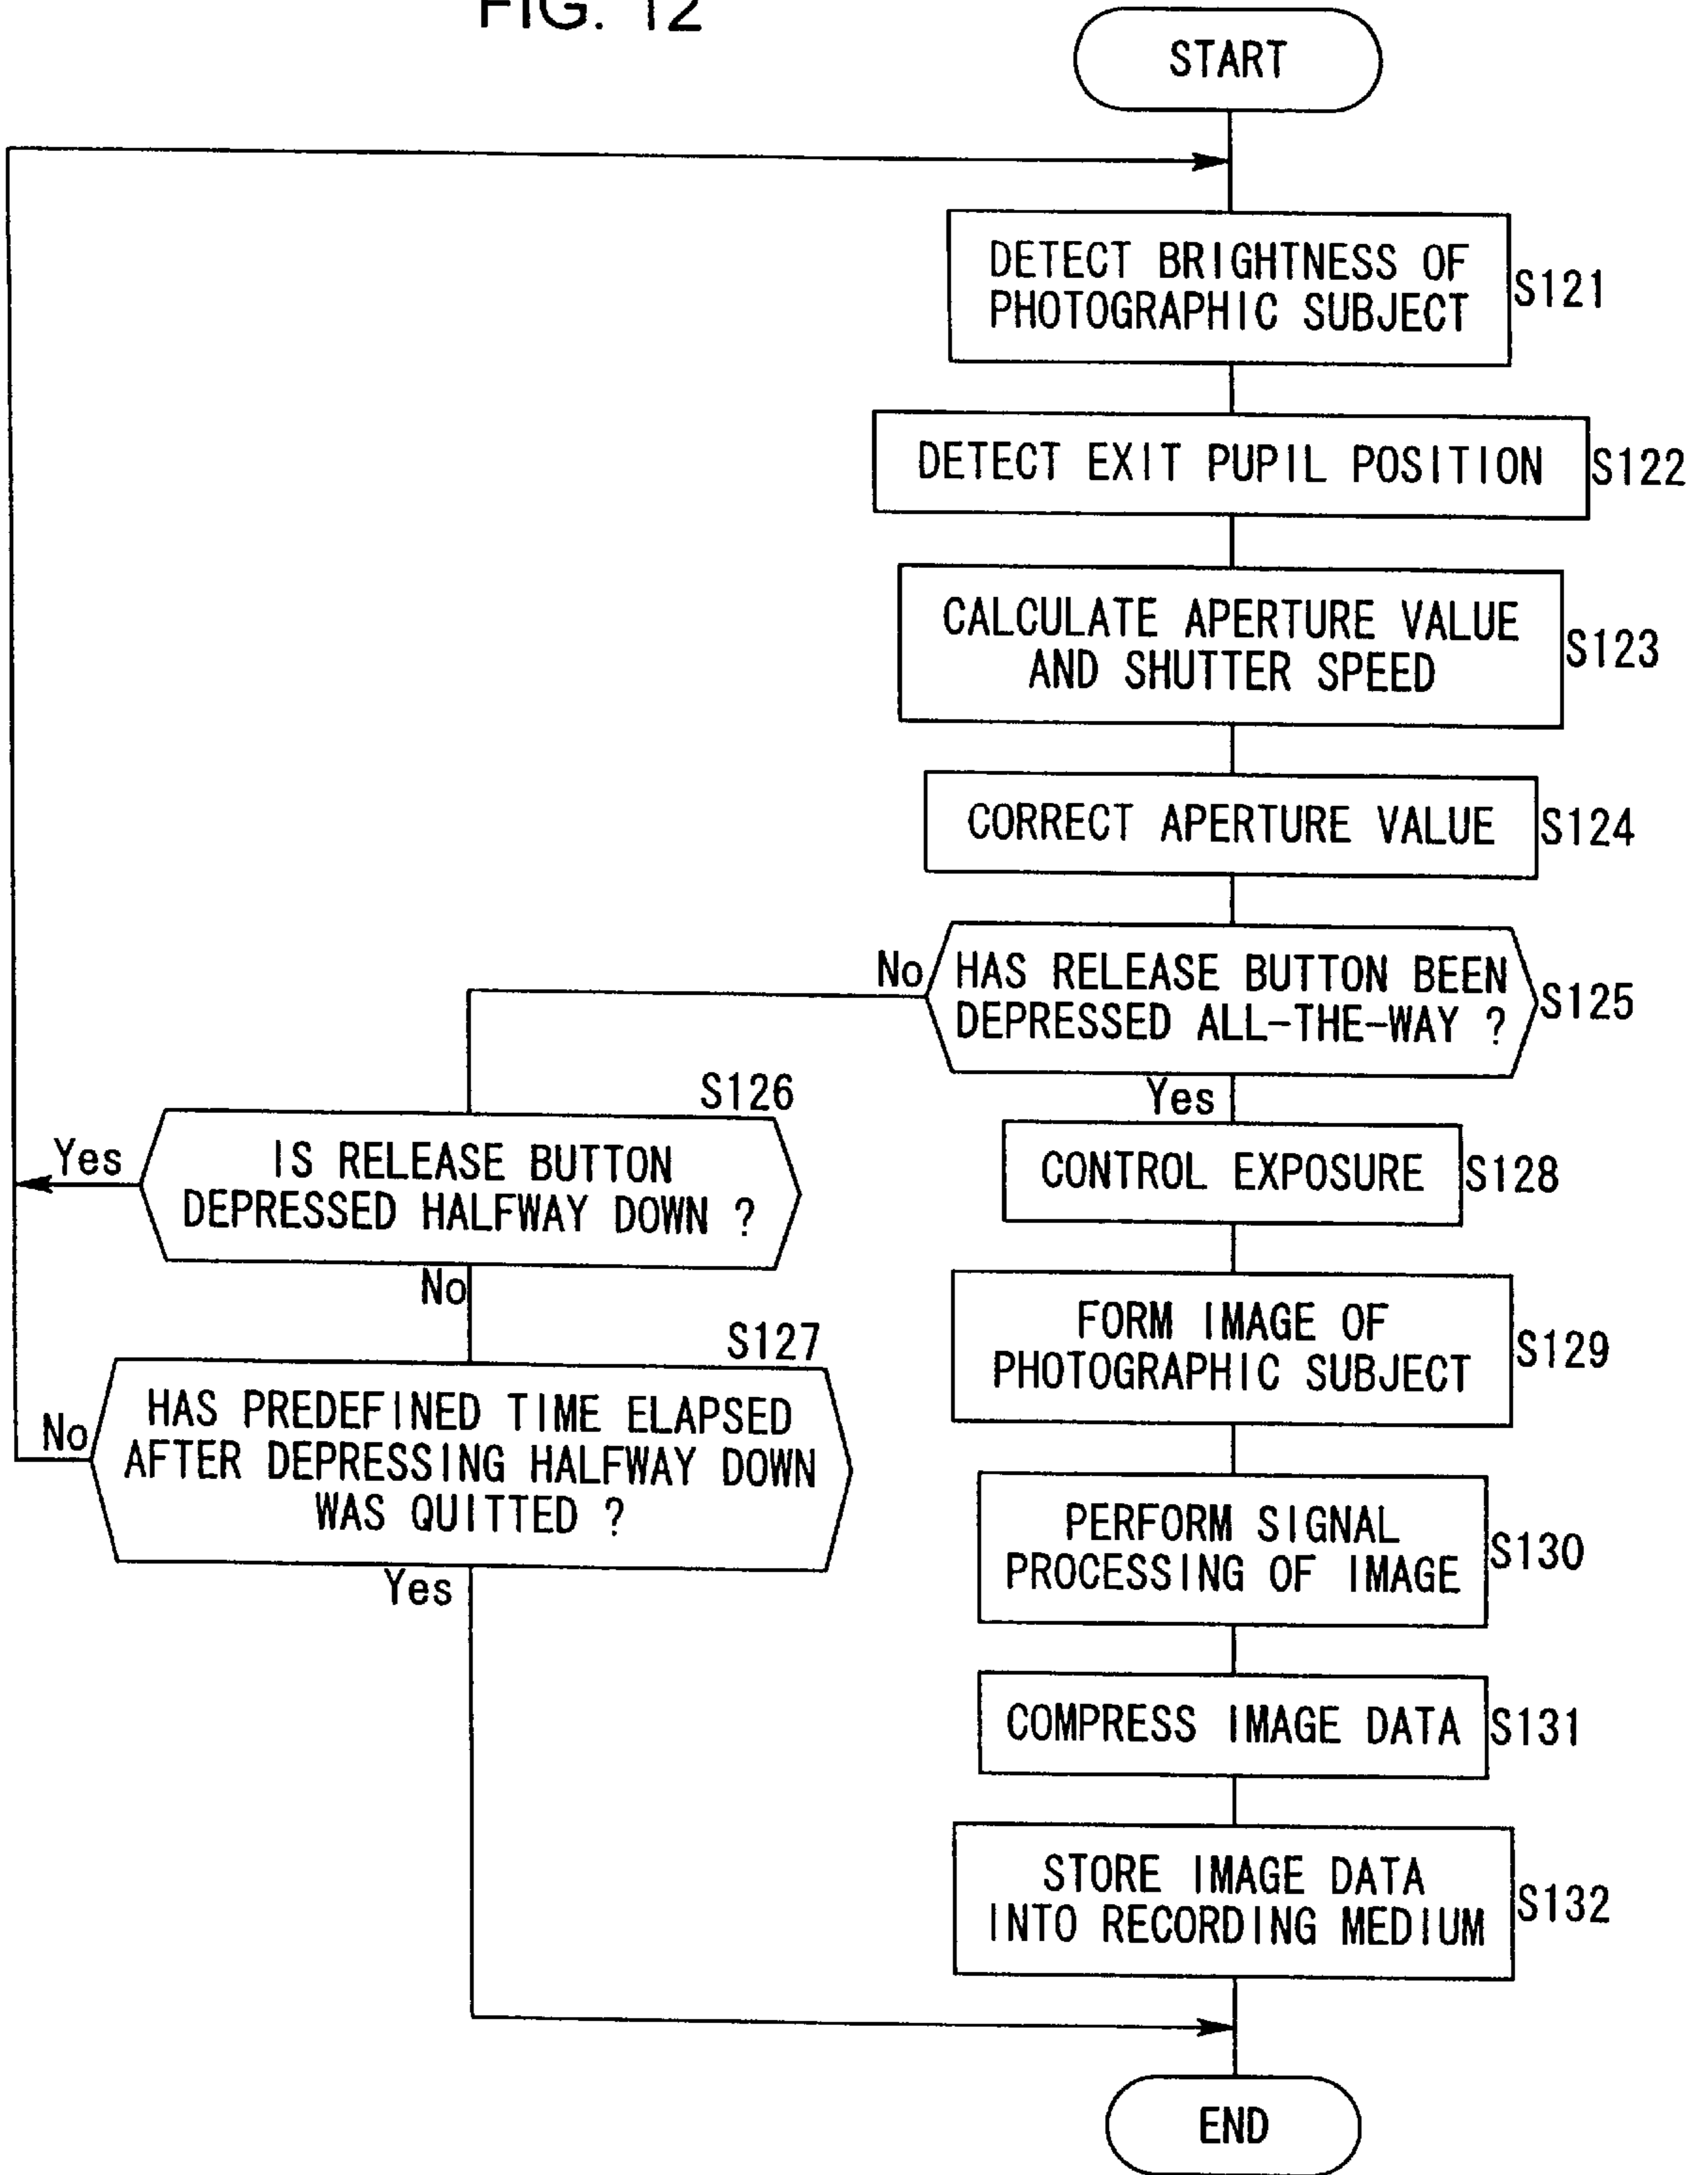 FIG. 12
START
DETECT BRIGHTNESS OF
PHOTOGRAPHIC SUBJECT
S121
DETECT EXIT PUPIL POSITION
S122
CALCULATE APERTURE VALUE
AND SHUTTER SPEED
S123
CORRECT APERTURE VALUE
S124
No
HAS RELEASE BUTTON BEEN
DEPRESSED ALL-THE-WAY ?
S125
Yes
S126
IS RELEASE BUTTON
DEPRESSED HALFWAY DOWN ?
Yes
No
S127
HAS PREDEFINED TIME ELAPSED
AFTER DEPRESSING HALFWAY DOWN
WAS QUITTED ?
No
Yes
CONTROL EXPOSURE
S128
FORM IMAGE OF
PHOTOGRAPHIC SUBJECT
S129
PERFORM SIGNAL
PROCESSING OF IMAGE
S130
COMPRESS IMAGE DATA
S131
STORE IMAGE DATA
INTO RECORDING MEDIUM
S132
END